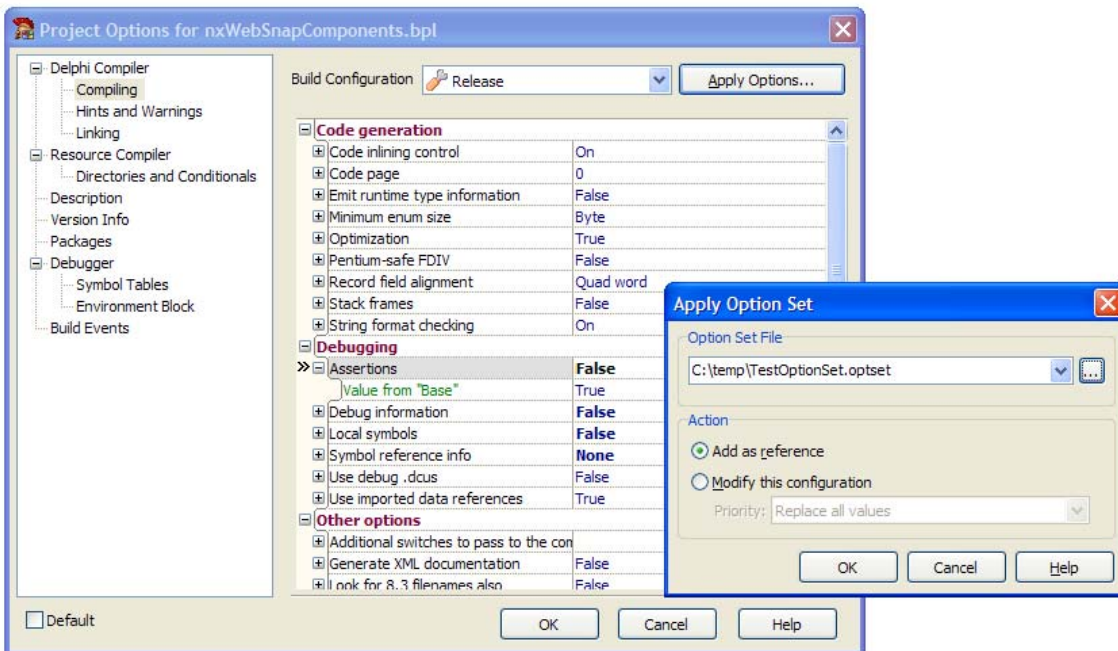 Project Options for nxWebSnapComponents.bpl
Delphi Compiler
Compiling
Hints and Warnings
Linking
Resource Compiler
Directories and Conditionals
Description
Version Info
Packages
Debugger
Symbol Tables
Environment Block
Build Events
Build Configuration Release Apply Options...
Code generation
Code inlining control On
Code page 0
Emit runtime type information False
Minimum enum size Byte
Optimization True
Pentium-safe FDIV False
Record field alignment Quad word
Stack frames False
String format checking On
Debugging
Assertions False
Value from "Base" True
Debug information False
Local symbols False
Symbol reference info None
Use debug .dcus False
Use imported data references True
Other options
Additional switches to pass to the com
Generate XML documentation False
Look for 8.3 filenames also False
Default
OK Cancel Help
Apply Option Set
Option Set File
C:\temp\TestOptionSet.optset ...
Action
Add as reference
Modify this configuration
Priority: Replace all values
OK Cancel Help